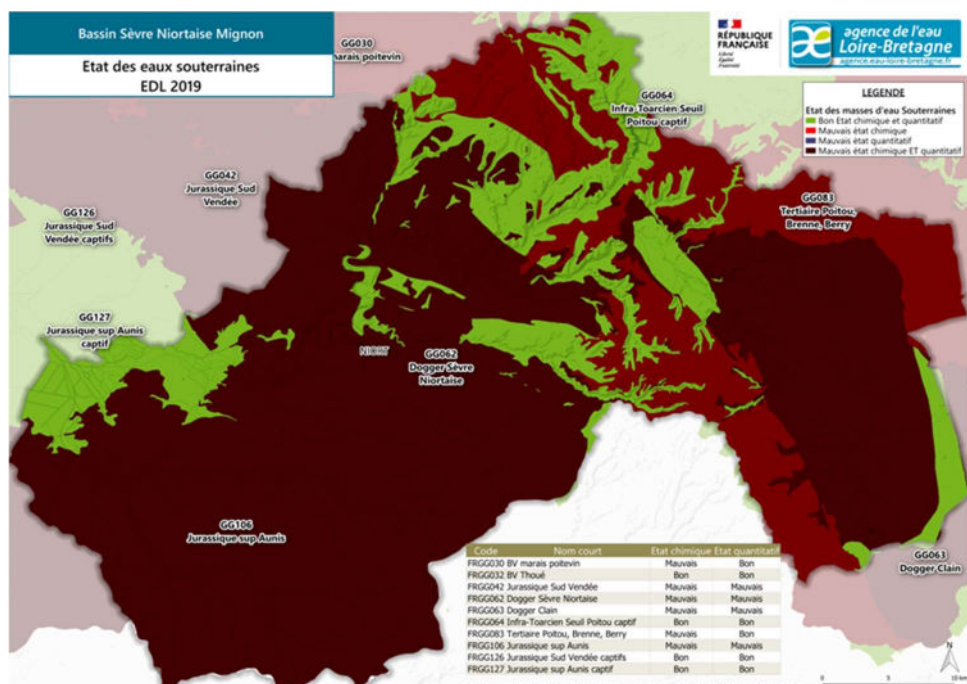 Bassin Sèvre Niortaise Mignon
Etat des eaux souterraines
EDL 2019
RÉPUBLIQUE
FRANÇAISE
Liberté
Égalité
Fraternité
agence de l'eau
Loire-Bretagne
agence.eau-loire-bretagne.fr
LEGENDE
Etat des masses d'eau Souterraines
Bon Etat chimique et quantitatif
Mauvais état chimique
Mauvais état quantitatif
Mauvais état chimique ET quantitatif
GG030
marais poitevin
GG064
Infra-Toarcien Seuil
Poitou captif
GG042
Jurassique Sud
Vendée
GG083
Tertiaire Poitou,
Brenne, Berry
GG126
Jurassique Sud
Vendée captifs
GG127
Jurassique sup Aunis
captif
NIORT
GG062
Dogger Sèvre
Niortaise
GG106
Jurassique sup Aunis
GG063
Dogger Clain
Code Nom court Etat chimique Etat quantitatif
FRGG030 BV marais poitevin Mauvais Bon
FRGG032 BV Thoué Bon Bon
FRGG042 Jurassique Sud Vendée Mauvais Mauvais
FRGG062 Dogger Sèvre Niortaise Mauvais Mauvais
FRGG063 Dogger Clain Mauvais Mauvais
FRGG064 Infra-Toarcien Seuil Poitou captif Bon Bon
FRGG083 Tertiaire Poitou, Brenne, Berry Mauvais Bon
FRGG106 Jurassique sup Aunis Mauvais Mauvais
FRGG126 Jurassique Sud Vendée captifs Bon Bon
FRGG127 Jurassique sup Aunis captif Bon Bon
N
0 5 10 km